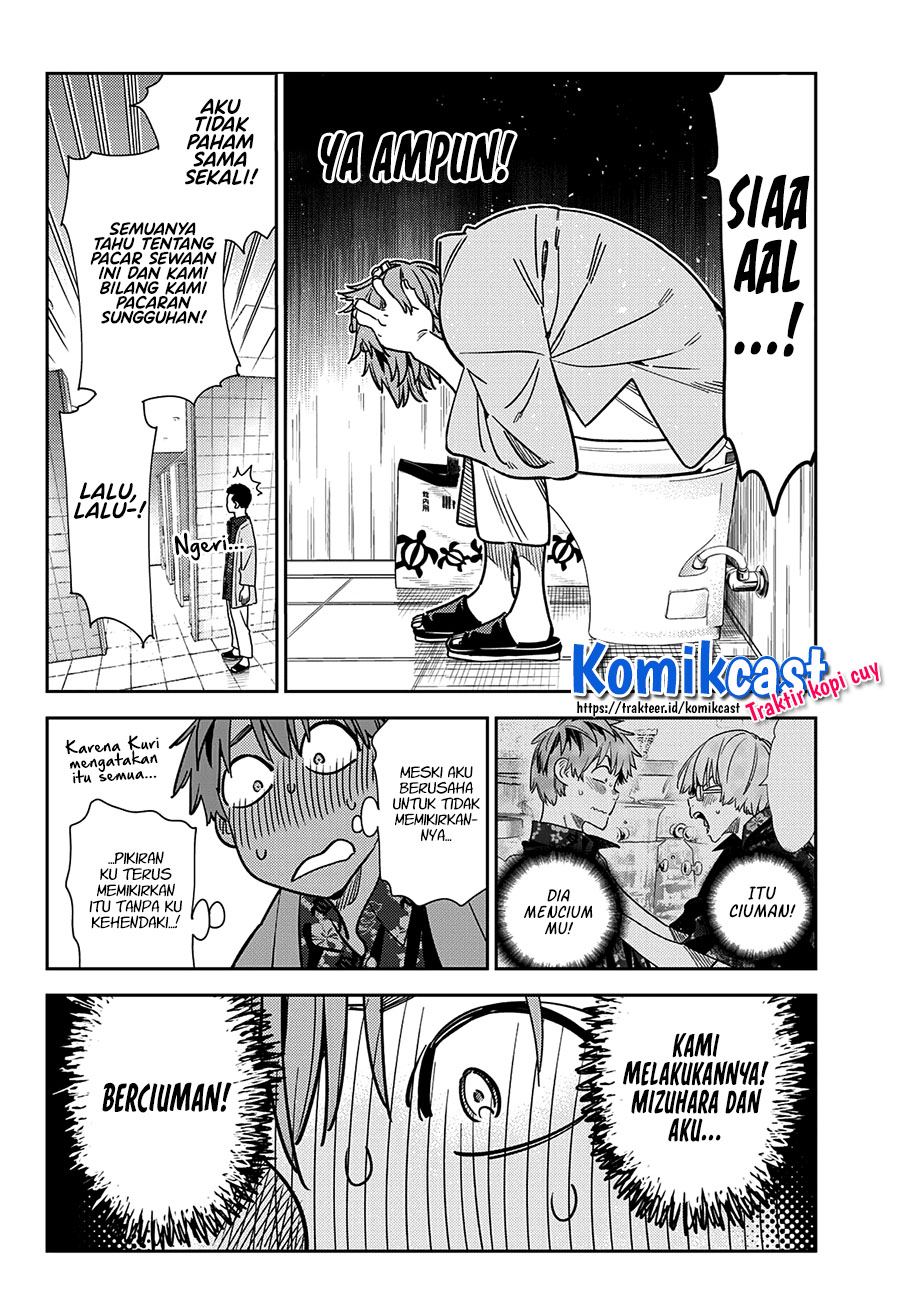 SIAA
AAL
...!
YA AMPUN!
AKU
TIDAK
PAHAM
SAMA
SEKALI!
SEMUANYA
TAHU TENTANG
PACAR SEWAAN
INI DAN KAMI
BILANG KAMI
PACARAN
SUNGGUHAN!
LALU,
LALU-!
Ngeri...
Komikcast
https://trakteer.id/komikcast
Traktir kopi cuy
ITU
CIUMAN!
DIA
MENCIUM
MU!
MESKI AKU
BERUSAHA
UNTUK TIDAK
MEMIKIRKAN-
NYA...
Karena Kuri
mengatakan
itu semua...
...PIKIRAN
KU TERUS
MEMIKIRKAN
ITU TANPA KU
KEHENDAKI...!
KAMI
MELAKUKANNYA!
MIZUHARA DAN
AKU...
BERCIUMAN!